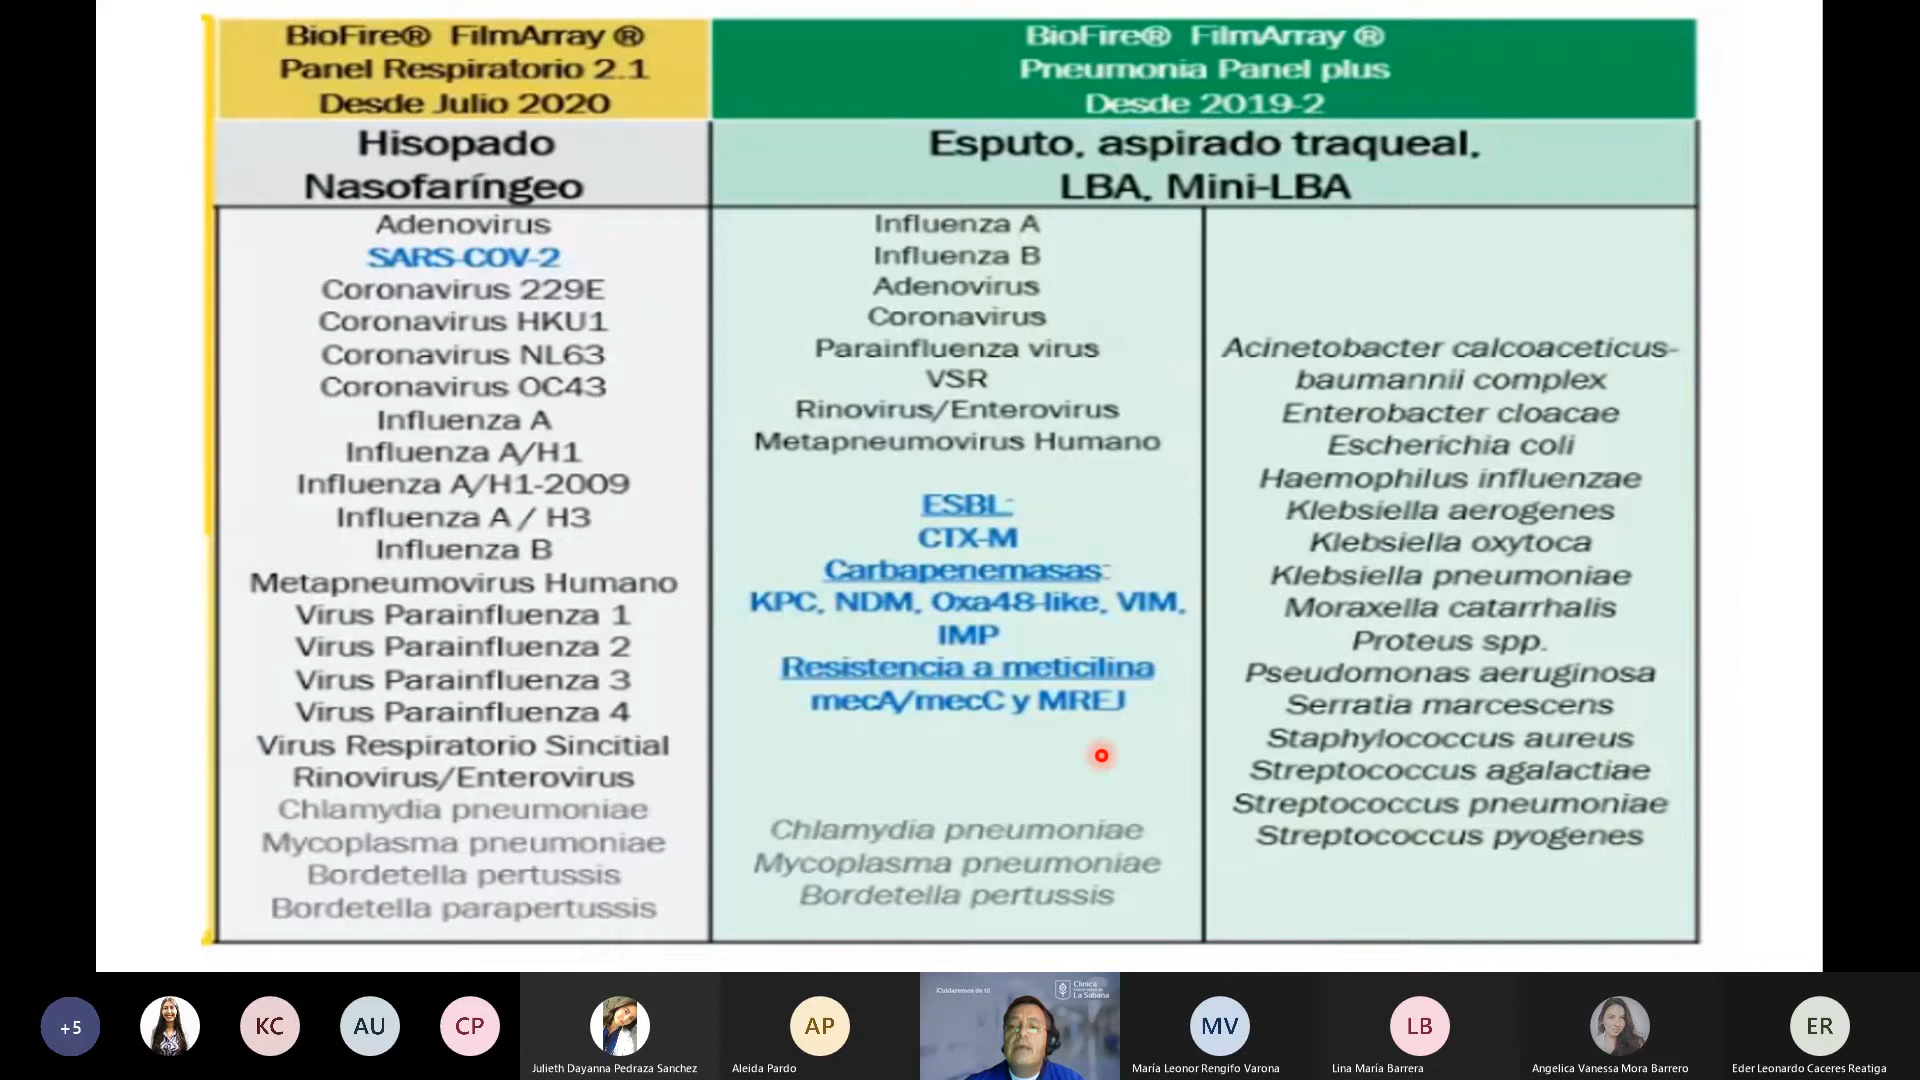 BioFire® FilmArray ®
Panel Respiratorio 2.1
Desde Julio 2020
BioFire® FilmArray ®
Pneumonia Panel plus
Desde 2019-2
Hisopado
Nasofaríngeo
Esputo, aspirado traqueal,
LBA, Mini-LBA
Adenovirus
SARS-COV-2
Coronavirus 229E
Coronavirus HKU1
Coronavirus NL63
Coronavirus OC43
Influenza A
Influenza A/H1
Influenza A/H1-2009
Influenza A / H3
Influenza B
Metapneumovirus Humano
Virus Parainfluenza 1
Virus Parainfluenza 2
Virus Parainfluenza 3
Virus Parainfluenza 4
Virus Respiratorio Sincitial
Rinovirus/Enterovirus
Chlamydia pneumoniae
Mycoplasma pneumoniae
Bordetella pertussis
Bordetella parapertussis
Influenza A
Influenza B
Adenovirus
Coronavirus
Parainfluenza virus
VSR
Rinovirus/Enterovirus
Metapneumovirus Humano
ESBL:
CTX-M
Carbapenemasas:
KPC, NDM, Oxa48-like, VIM,
IMP
Resistencia a meticilina
mecA/mecC y MREJ
Chlamydia pneumoniae
Mycoplasma pneumoniae
Bordetella pertussis
Acinetobacter calcoaceticus-
baumannii complex
Enterobacter cloacae
Escherichia coli
Haemophilus influenzae
Klebsiella aerogenes
Klebsiella oxytoca
Klebsiella pneumoniae
Moraxella catarrhalis
Proteus spp.
Pseudomonas aeruginosa
Serratia marcescens
Staphylococcus aureus
Streptococcus agalactiae
Streptococcus pneumoniae
Streptococcus pyogenes
+5
KC
AU
CP
Julieth Dayanna Pedraza Sanchez
AP
Aleida Pardo
¡Cuidaremos de ti!
Clínica
Universidad de
La Sabana
MV
María Leonor Rengifo Varona
LB
Lina María Barrera
Angelica Vanessa Mora Barrero
ER
Eder Leonardo Caceres Reatiga